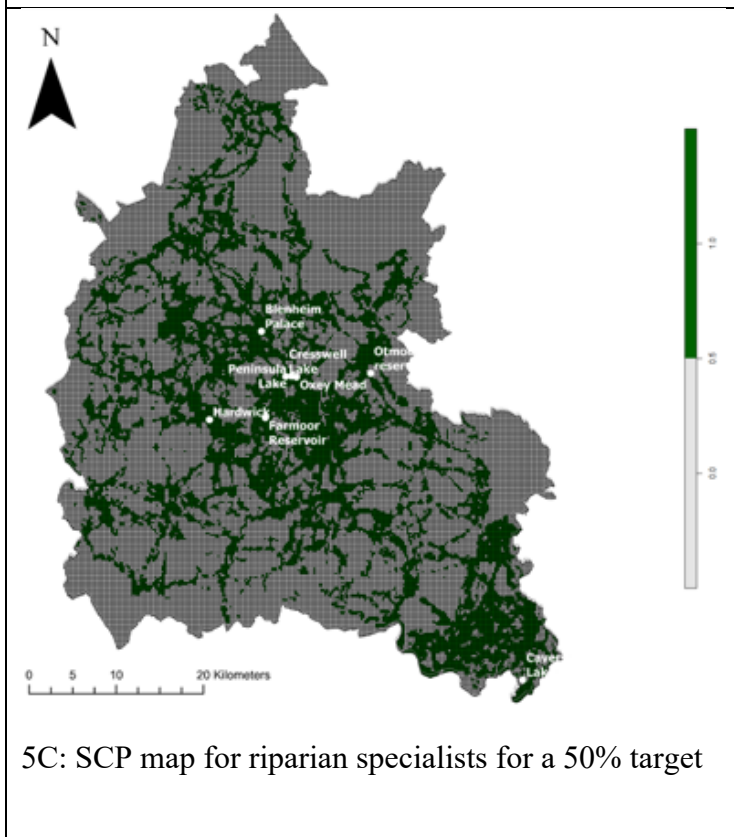 N
1.0
0.5
0.0
Blenheim
Palace
Cresswell
Lake
Peninsula
Lake
Oxey Mead
reserv
Hardwick
Farmoor
Reservoir
0 5 10 20 Kilometers
5C: SCP map for riparian specialists for a 50% target